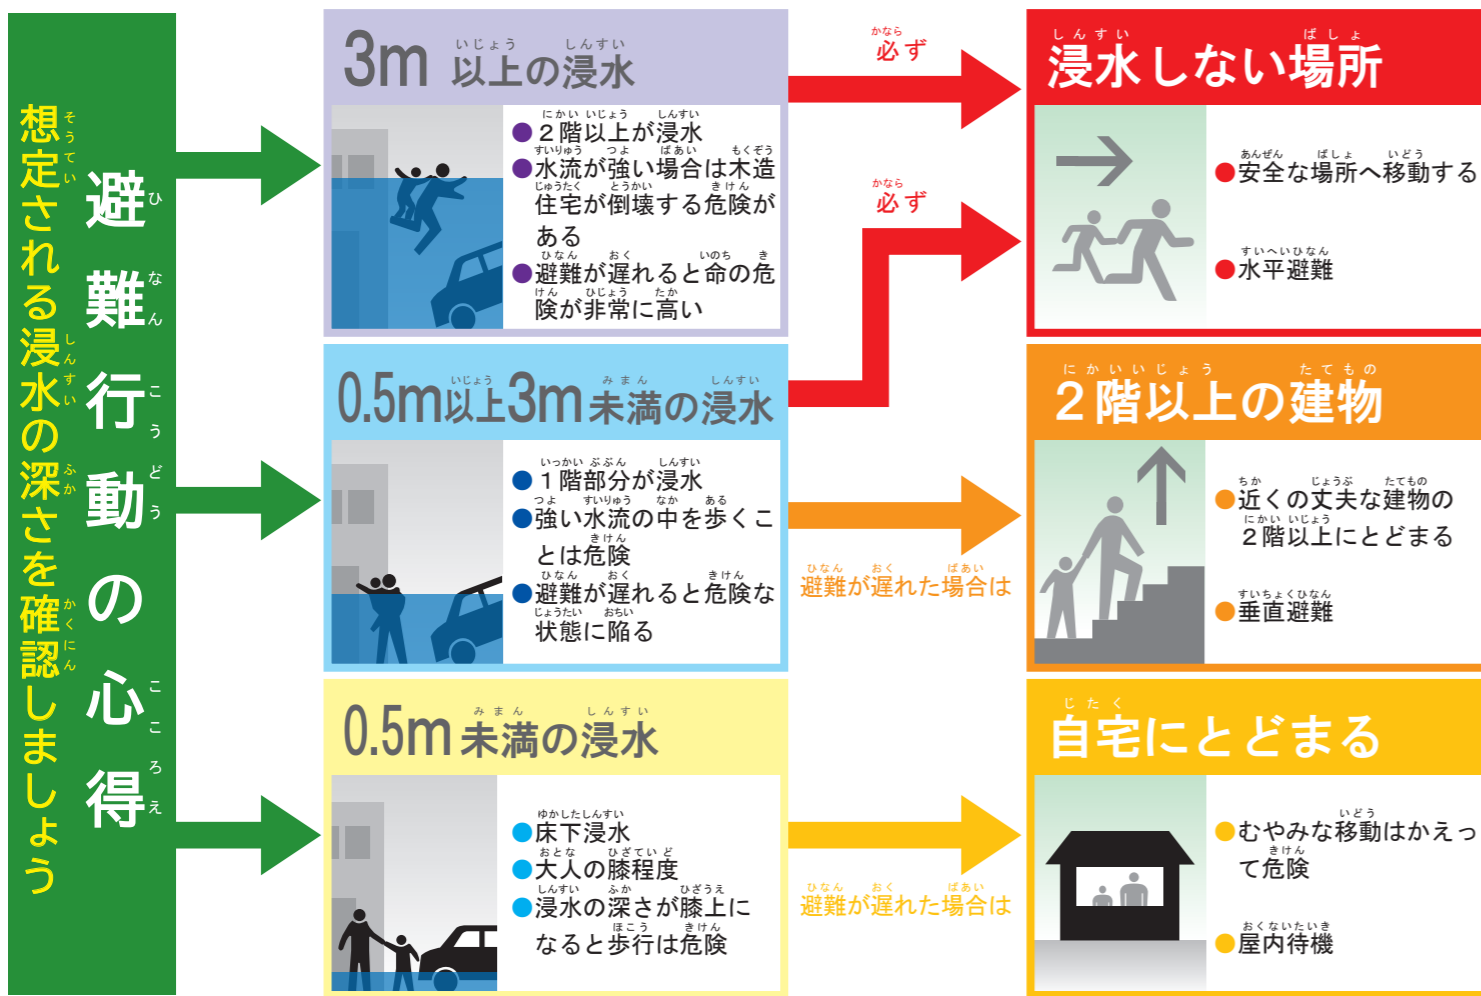 避難行動の心得
想定される浸水の深さを確認しましょう
3m 以上の浸水
●2階以上が浸水
●水流が強い場合は木造
住宅が倒壊する危険が
ある
●避難が遅れると命の危
険が非常に高い
必ず
浸水しない場所
●安全な場所へ移動する
●水平避難
0.5m以上3m未満の浸水
●1階部分が浸水
●強い水流の中を歩くこ
とは危険
●避難が遅れると危険な
状態に陥る
必ず
避難が遅れた場合は
2階以上の建物
●近くの丈夫な建物の
2階以上にとどまる
●垂直避難
0.5m未満の浸水
●床下浸水
●大人の膝程度
●浸水の深さが膝上に
なると歩行は危険
避難が遅れた場合は
自宅にとどまる
●むやみな移動はかえっ
て危険
●屋内待機